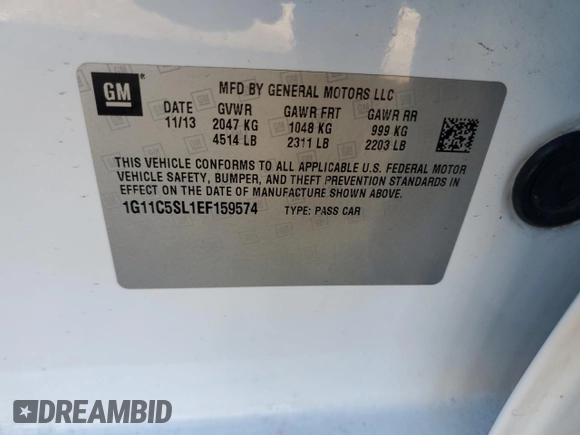 GM
MFD BY GENERAL MOTORS LLC
DATE GVWR GAWR FRT GAWR RR
11/13 2047 KG 1048 KG 999 KG
4514 LB 2311 LB 2203 LB
THIS VEHICLE CONFORMS TO ALL APPLICABLE U.S. FEDERAL MOTOR
VEHICLE SAFETY, BUMPER, AND THEFT PREVENTION STANDARDS IN
EFFECT ON THE DATE OF MANUFACTURE SHOWN ABOVE.
1G11C5SL1EF159574 TYPE: PASS CAR
DREAMBID